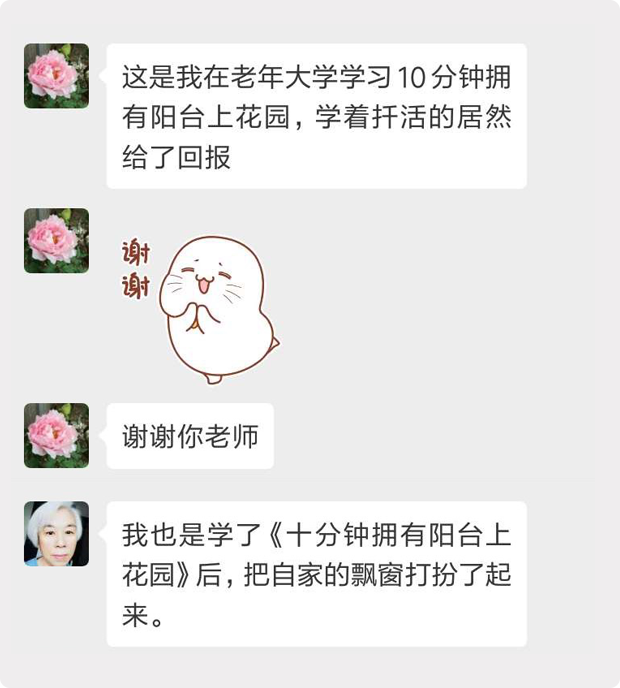 这是我在老年大学学习10分钟拥
有阳台上花园，学着扦活的居然
给了回报
谢
谢
谢谢你老师
我也是学了《十分钟拥有阳台上
花园》后，把自家的飘窗打扮了起
来。